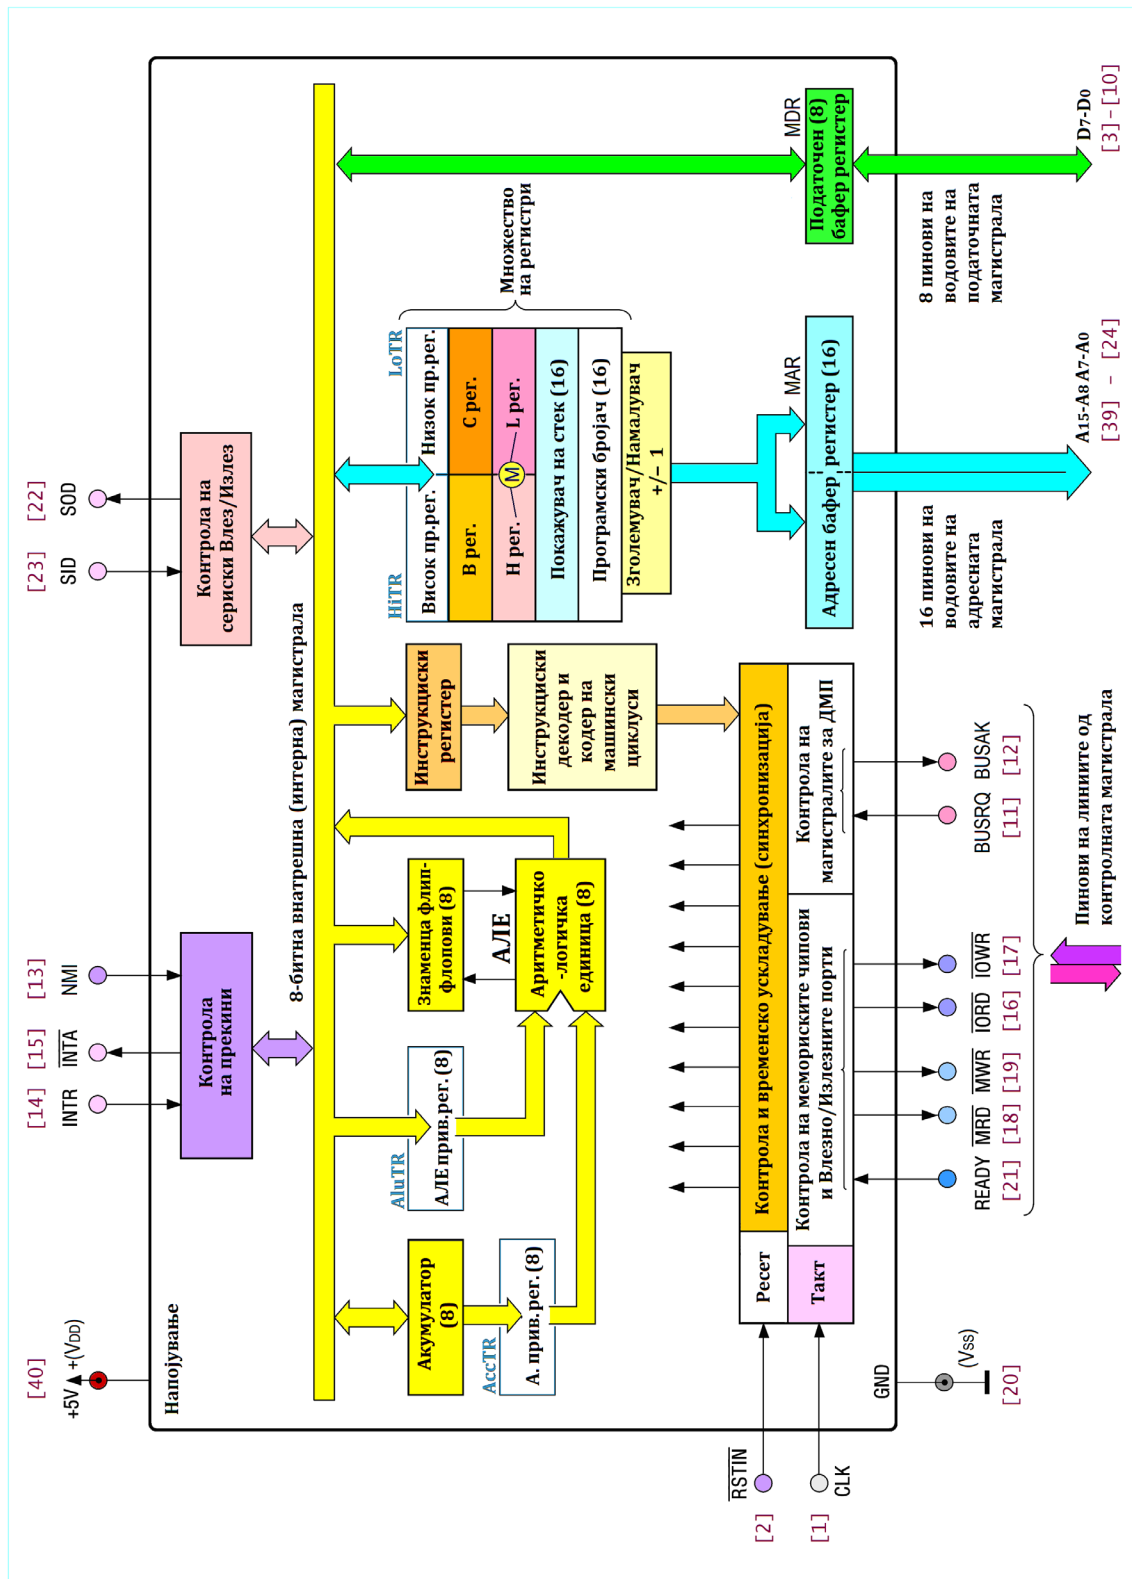 [40]
+5V +(VDD)
Напојување
[14] [15] [13]
INTR INTA NMI
Контрола
на прекини
[23] [22]
SID SOD
Контрола на
сериски Влез/Излез
8-битна внатрешна (интерна) магистрала
Акумулатор
(8)
AccTR
А. прив.рег. (8)
AluTR
АЛЕ прив.рег. (8)
Знаменца флип-
флопови (8)
АЛЕ
Аритметичко
-логичка
единица (8)
Инструкциски
регистер
Инструкциски
декодер и
кодер на
машински
циклуси
HiTR LoTR
Висок пр.рег. Низок пр.рег.
B рег. C рег.
H рег. M L рег.
Покажувач на стек (16)
Програмски бројач (16)
Зголемувач/Намалувач
+/− 1
Множество
на регистри
MAR
Адресен бафер регистер (16)
MDR
Податочен (8)
бафер регистер
Ресет
Контрола и временско ускладување (синхронизација)
Такт
Контрола на мемориските чипови
и Влезно/Излезните порти
Контрола на
магистралите за ДМП
[2]
RSTIN
[1]
CLK
GND
(VSS)
[20]
READY MRD MWR IORD IOWR BUSRQ BUSAK
[21] [18] [19] [16] [17] [11] [12]
Пинови на линиите од
контролната магистрала
16 пинови на
водовите на
адресната
магистрала
A15-A8 A7-A0
[39] - [24]
8 пинови на
водовите на
податочната
магистрала
D7-D0
[3]-[10]